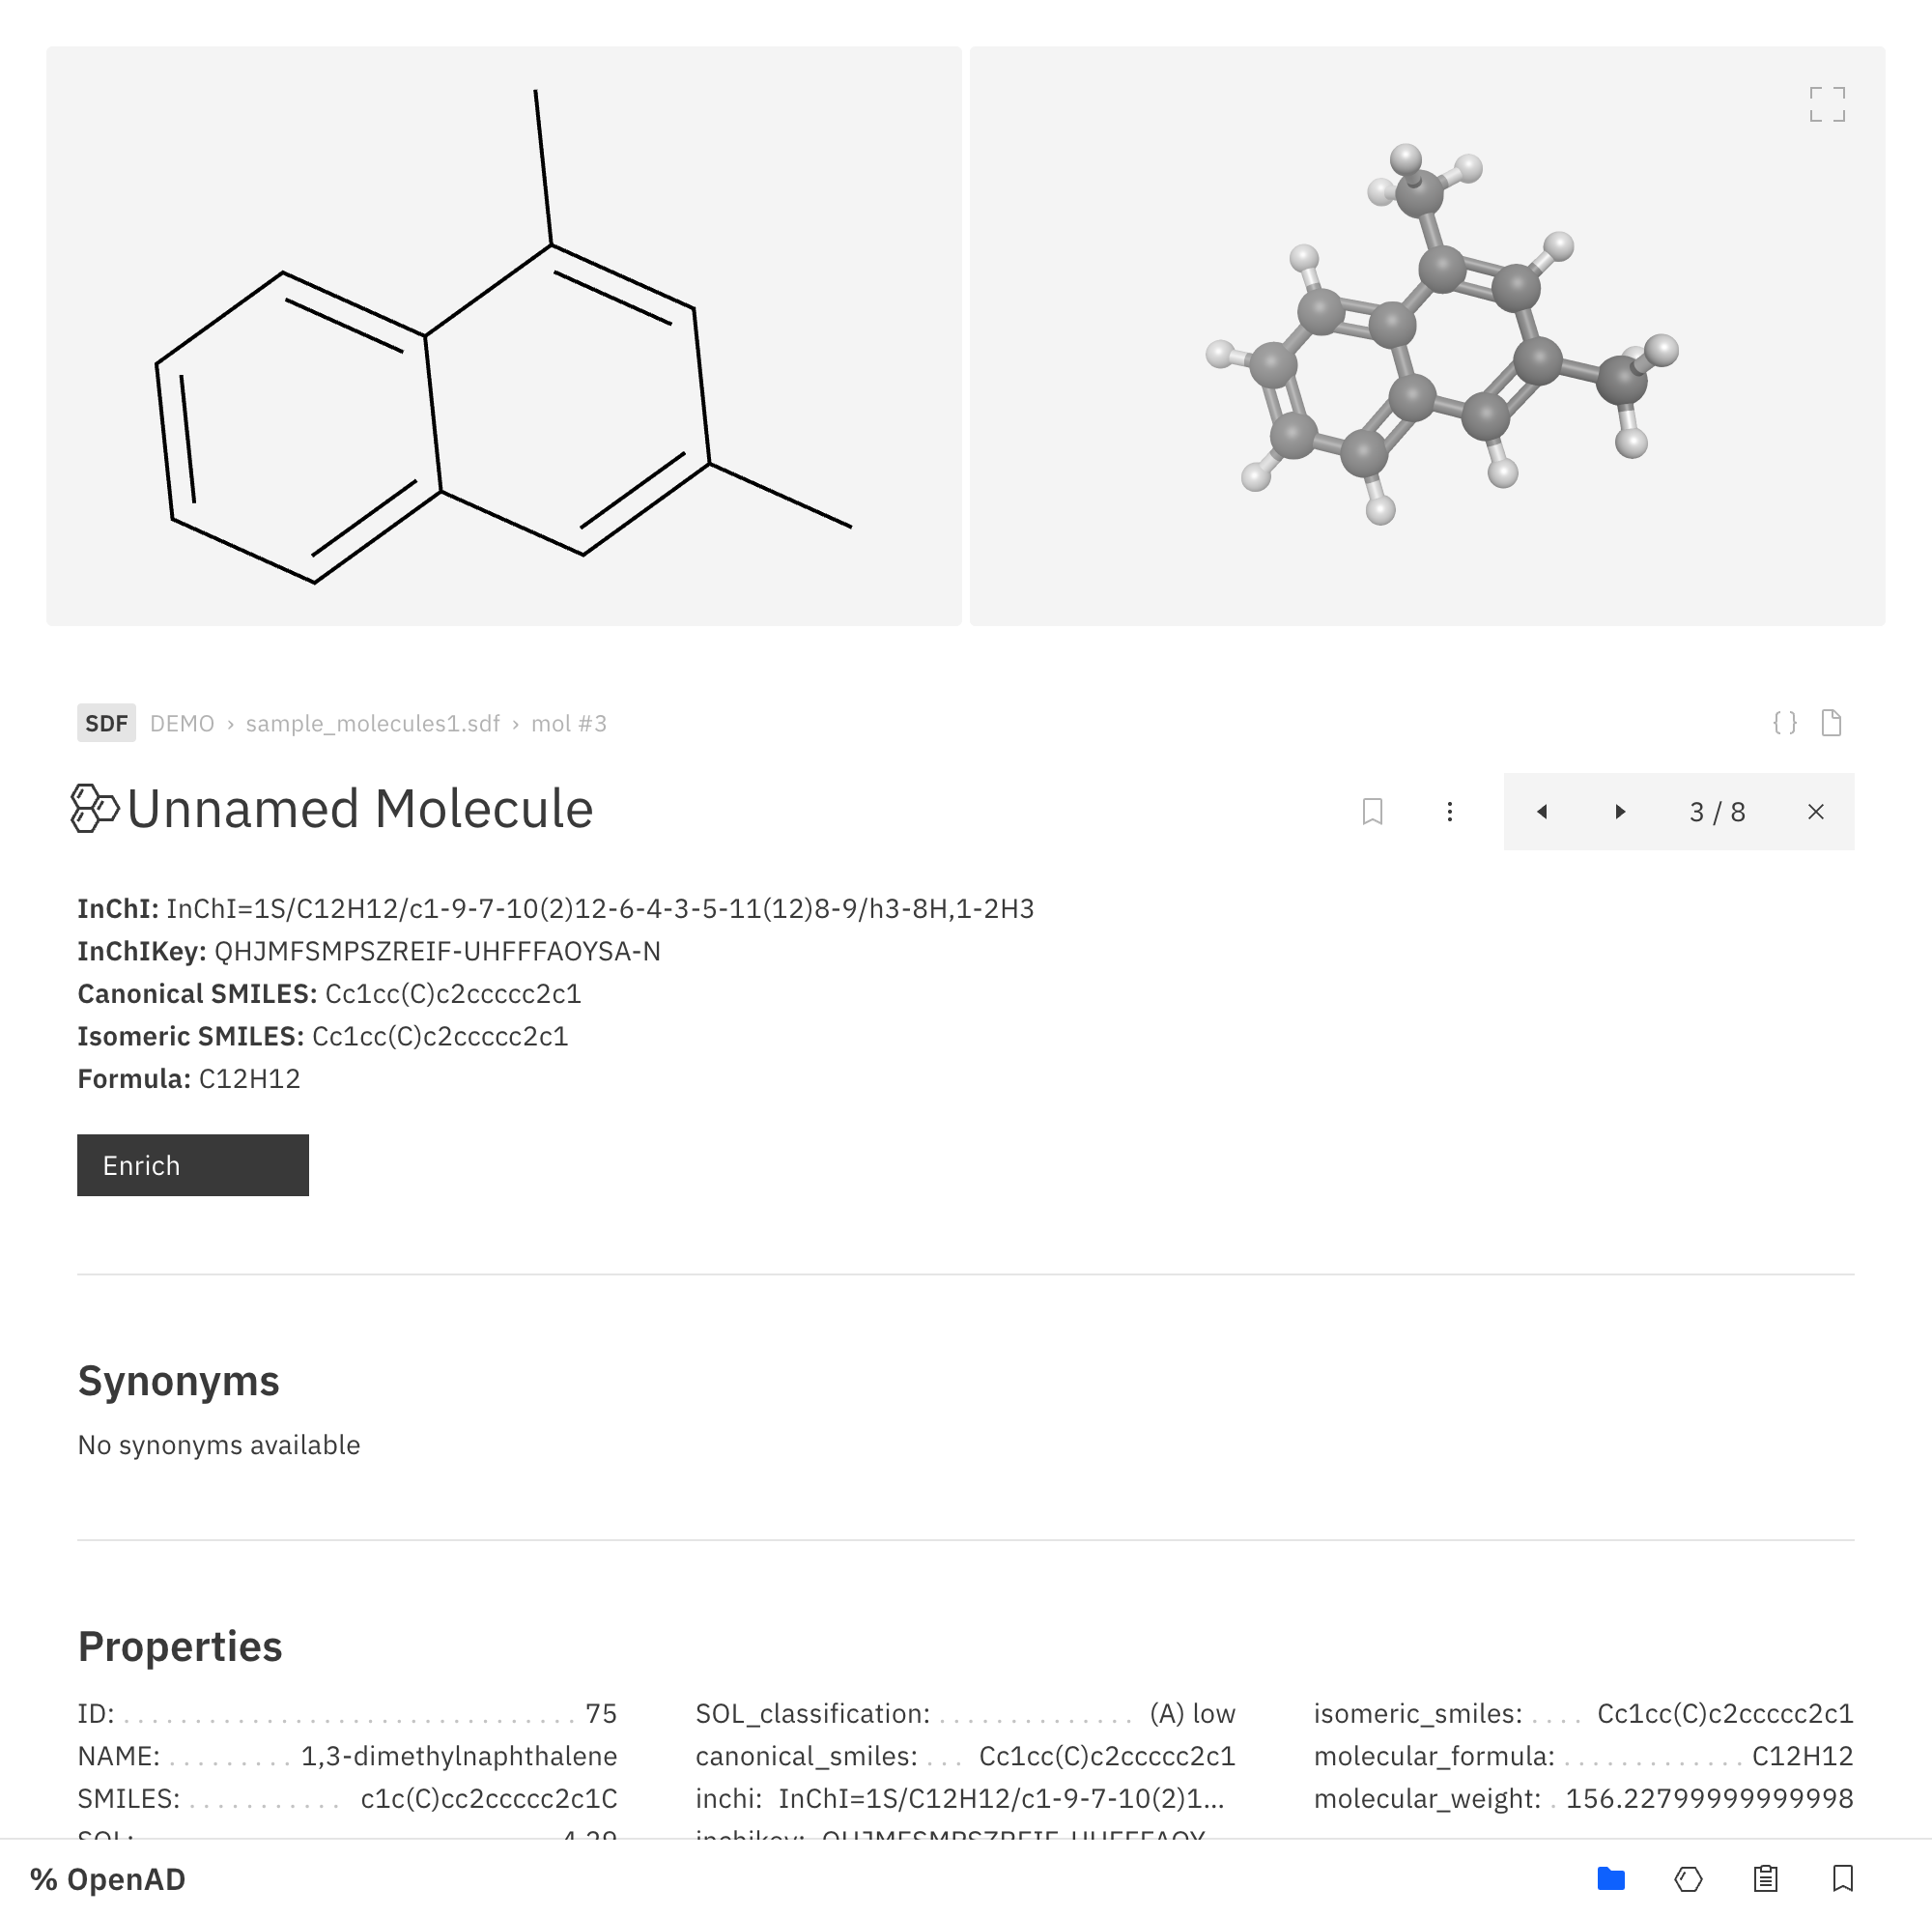 SDF DEMO › sample_molecules1.sdf › mol #3
Unnamed Molecule
3 / 8
InChI: InChI=1S/C12H12/c1-9-7-10(2)12-6-4-3-5-11(12)8-9/h3-8H,1-2H3
InChIKey: QHJMFSMPSZREIF-UHFFFAOYSA-N
Canonical SMILES: Cc1cc(C)c2ccccc2c1
Isomeric SMILES: Cc1cc(C)c2ccccc2c1
Formula: C12H12
Enrich
Synonyms
No synonyms available
Properties
ID: 75
NAME: 1,3-dimethylnaphthalene
SMILES: c1c(C)cc2ccccc2c1C
SOL_classification: (A) low
canonical_smiles: Cc1cc(C)c2ccccc2c1
inchi: InChI=1S/C12H12/c1-9-7-10(2)1...
isomeric_smiles: Cc1cc(C)c2ccccc2c1
molecular_formula: C12H12
molecular_weight: 156.22799999999998
% OpenAD